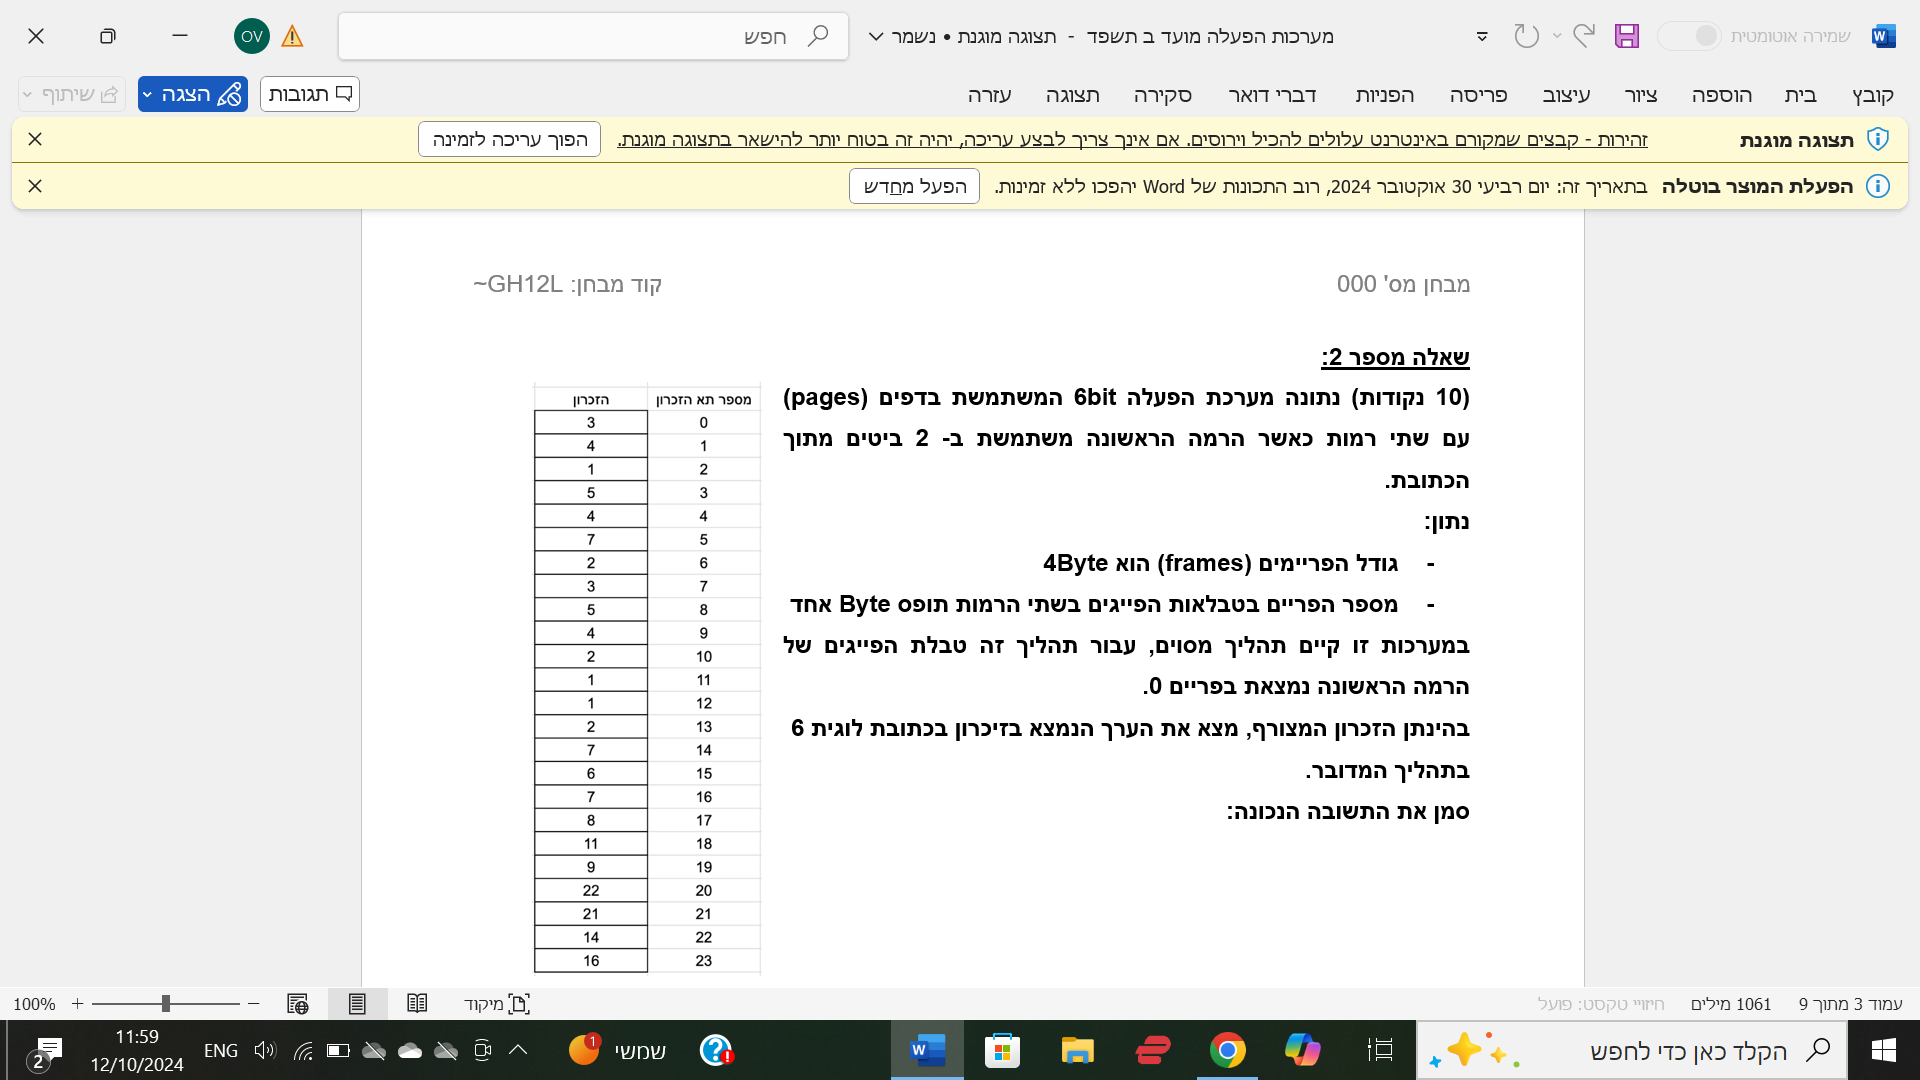 שמירה אוטומטית
מערכות הפעלה מועד ב תשפד - תצוגה מוגנת • נשמר
חפש
OV
קובץ בית הוספה ציור עיצוב פריסה הפניות דברי דואר סקירה תצוגה עזרה
תגובות הצגה שיתוף
תצוגה מוגנת זהירות - קבצים שמקורם באינטרנט עלולים להכיל וירוסים. אם אינך צריך לבצע עריכה, יהיה זה בטוח יותר להישאר בתצוגה מוגנת. הפוך עריכה לזמינה
הפעלת המוצר בוטלה בתאריך זה: יום רביעי 30 אוקטובר 2024, רוב התכונות של Word יהפכו ללא זמינות. הפעל מחדש
מבחן מס' 000 קוד מבחן: GH12L~
שאלה מספר 2:
(10 נקודות) נתונה מערכת הפעלה 6bit המשתמשת בדפים (pages)
עם שתי רמות כאשר הרמה הראשונה משתמשת ב- 2 ביטים מתוך
הכתובת.
נתון:
- גודל הפריימים (frames) הוא 4Byte
- מספר הפריים בטבלאות הפייגים בשתי הרמות תופס Byte אחד
במערכות זו קיים תהליך מסוים, עבור תהליך זה טבלת הפייגים של
הרמה הראשונה נמצאת בפריים 0.
בהינתן הזכרון המצורף, מצא את הערך הנמצא בזיכרון בכתובת לוגית 6
בתהליך המדובר.
סמן את התשובה הנכונה:
מספר תא הזכרון הזכרון
0 3
1 4
2 1
3 5
4 4
5 7
6 2
7 3
8 5
9 4
10 2
11 1
12 1
13 2
14 7
15 6
16 7
17 8
18 11
19 9
20 22
21 21
22 14
23 16
עמוד 3 מתוך 9 1061 מילים חיזויי טקסט: פועל מיקוד 100%
הקלד כאן כדי לחפש
שמשי 1
ENG
11:59
12/10/2024
2